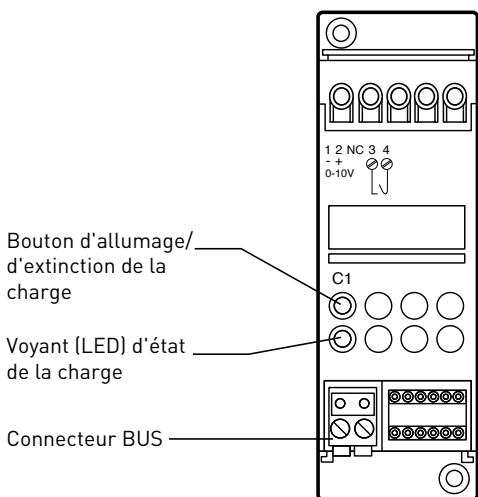 1 2 NC 3 4
- +
0-10V
C1
Bouton d'allumage/
d'extinction de la
charge
Voyant (LED) d'état
de la charge
Connecteur BUS